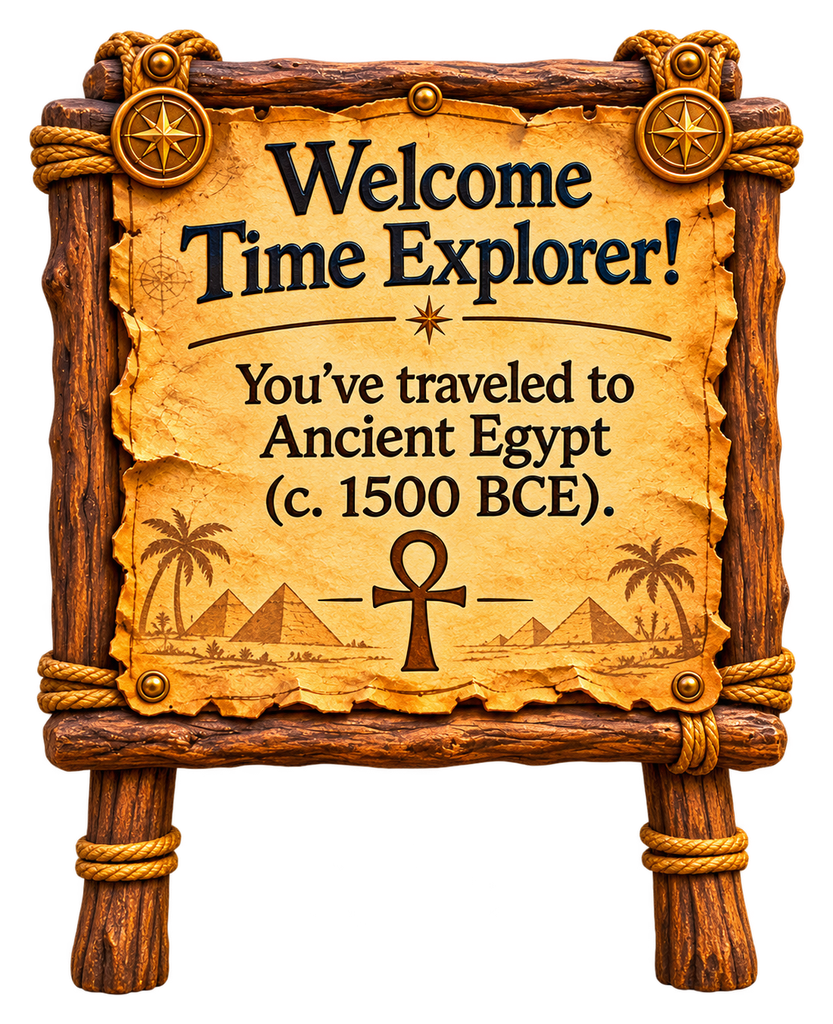 Welcome
Time Explorer!
You've traveled to
Ancient Egypt
(c. 1500 BCE).